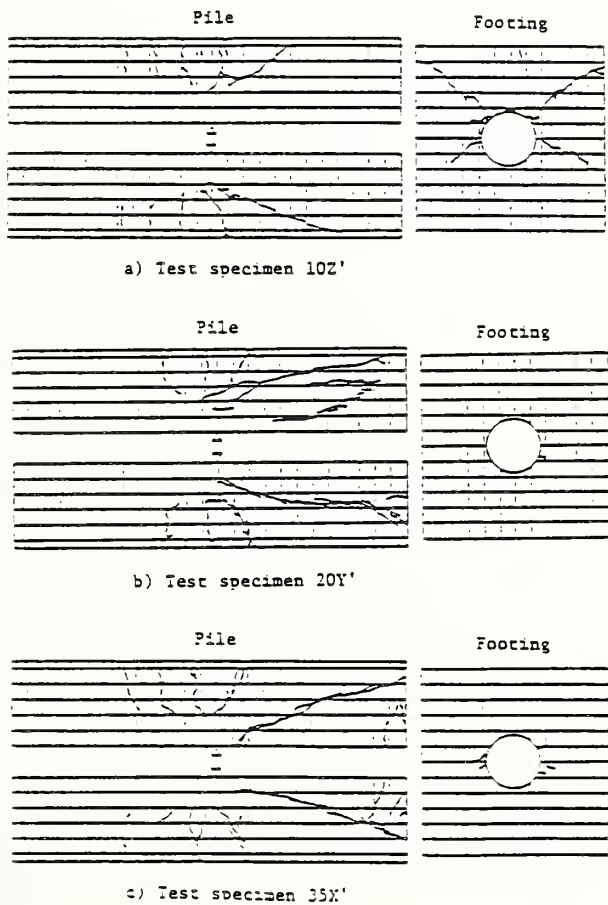 Pile
Footing
a) Test specimen 10Z'
Pile
Footing
b) Test specimen 20Y'
Pile
Footing
c) Test specimen 35X'